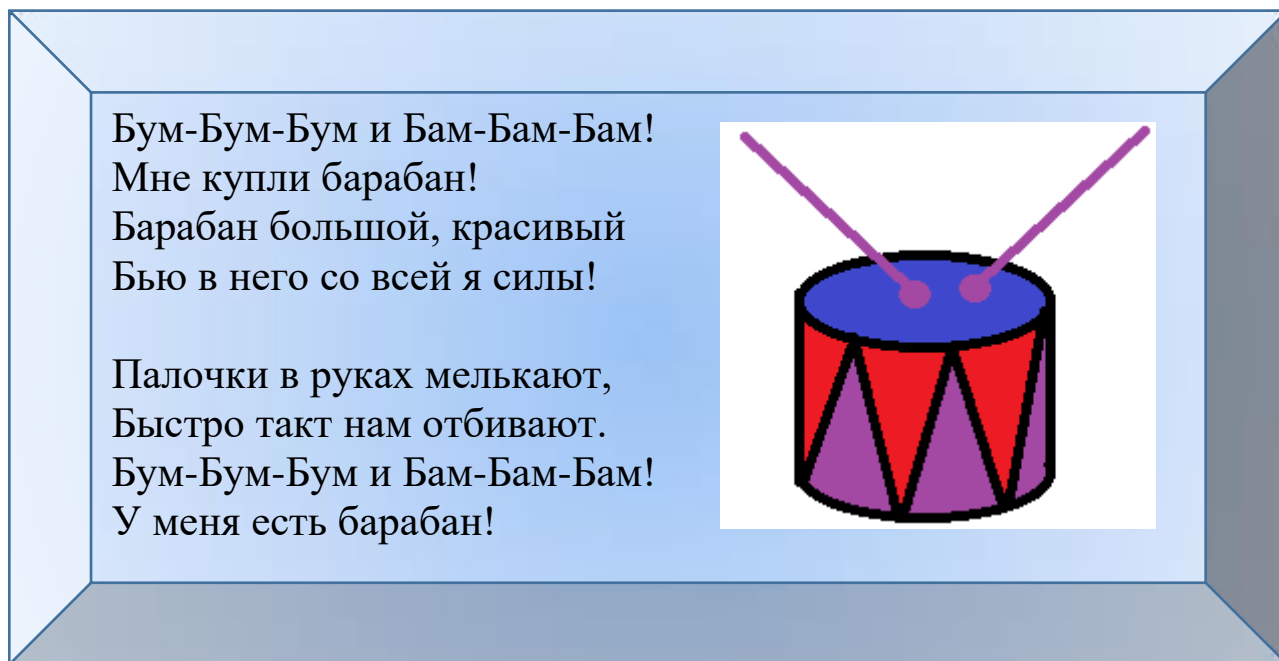 Бум-Бум-Бум и Бам-Бам-Бам!
Мне купли барабан!
Барабан большой, красивый
Бью в него со всей я силы!
Палочки в руках мелькают,
Быстро такт нам отбивают.
Бум-Бум-Бум и Бам-Бам-Бам!
У меня есть барабан!